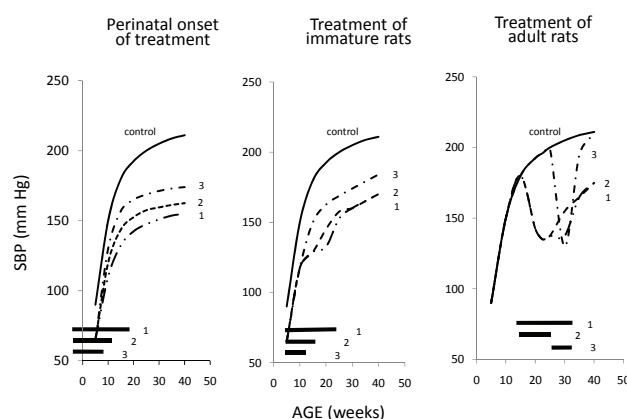 Perinatal onset
of treatment
Treatment of
immature rats
Treatment of
adult rats
SBP (mm Hg)
250
200
150
100
50
control
3
2
1
1
2
3
0 10 20 30 40 50
250
200
150
100
50
control
3
2
1
1
2
3
0 10 20 30 40 50
250
200
150
100
50
control
3
2
1
1
2
3
0 10 20 30 40 50
AGE (weeks)